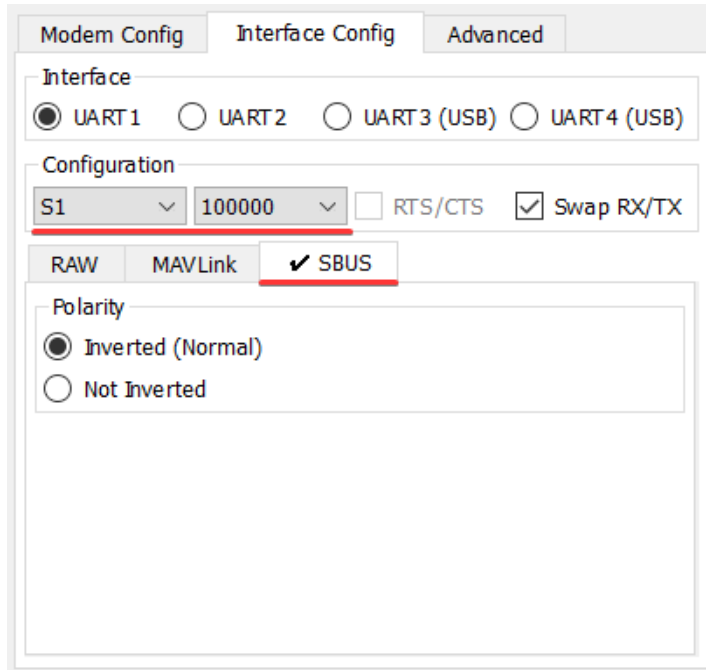 Modem Config Interface Config Advanced
Interface
UART1 UART2 UART3 (USB) UART4 (USB)
Configuration
S1 100000 RTS/CTS Swap RX/TX
RAW MAVLink ✔ SBUS
Polarity
Inverted (Normal)
Not Inverted